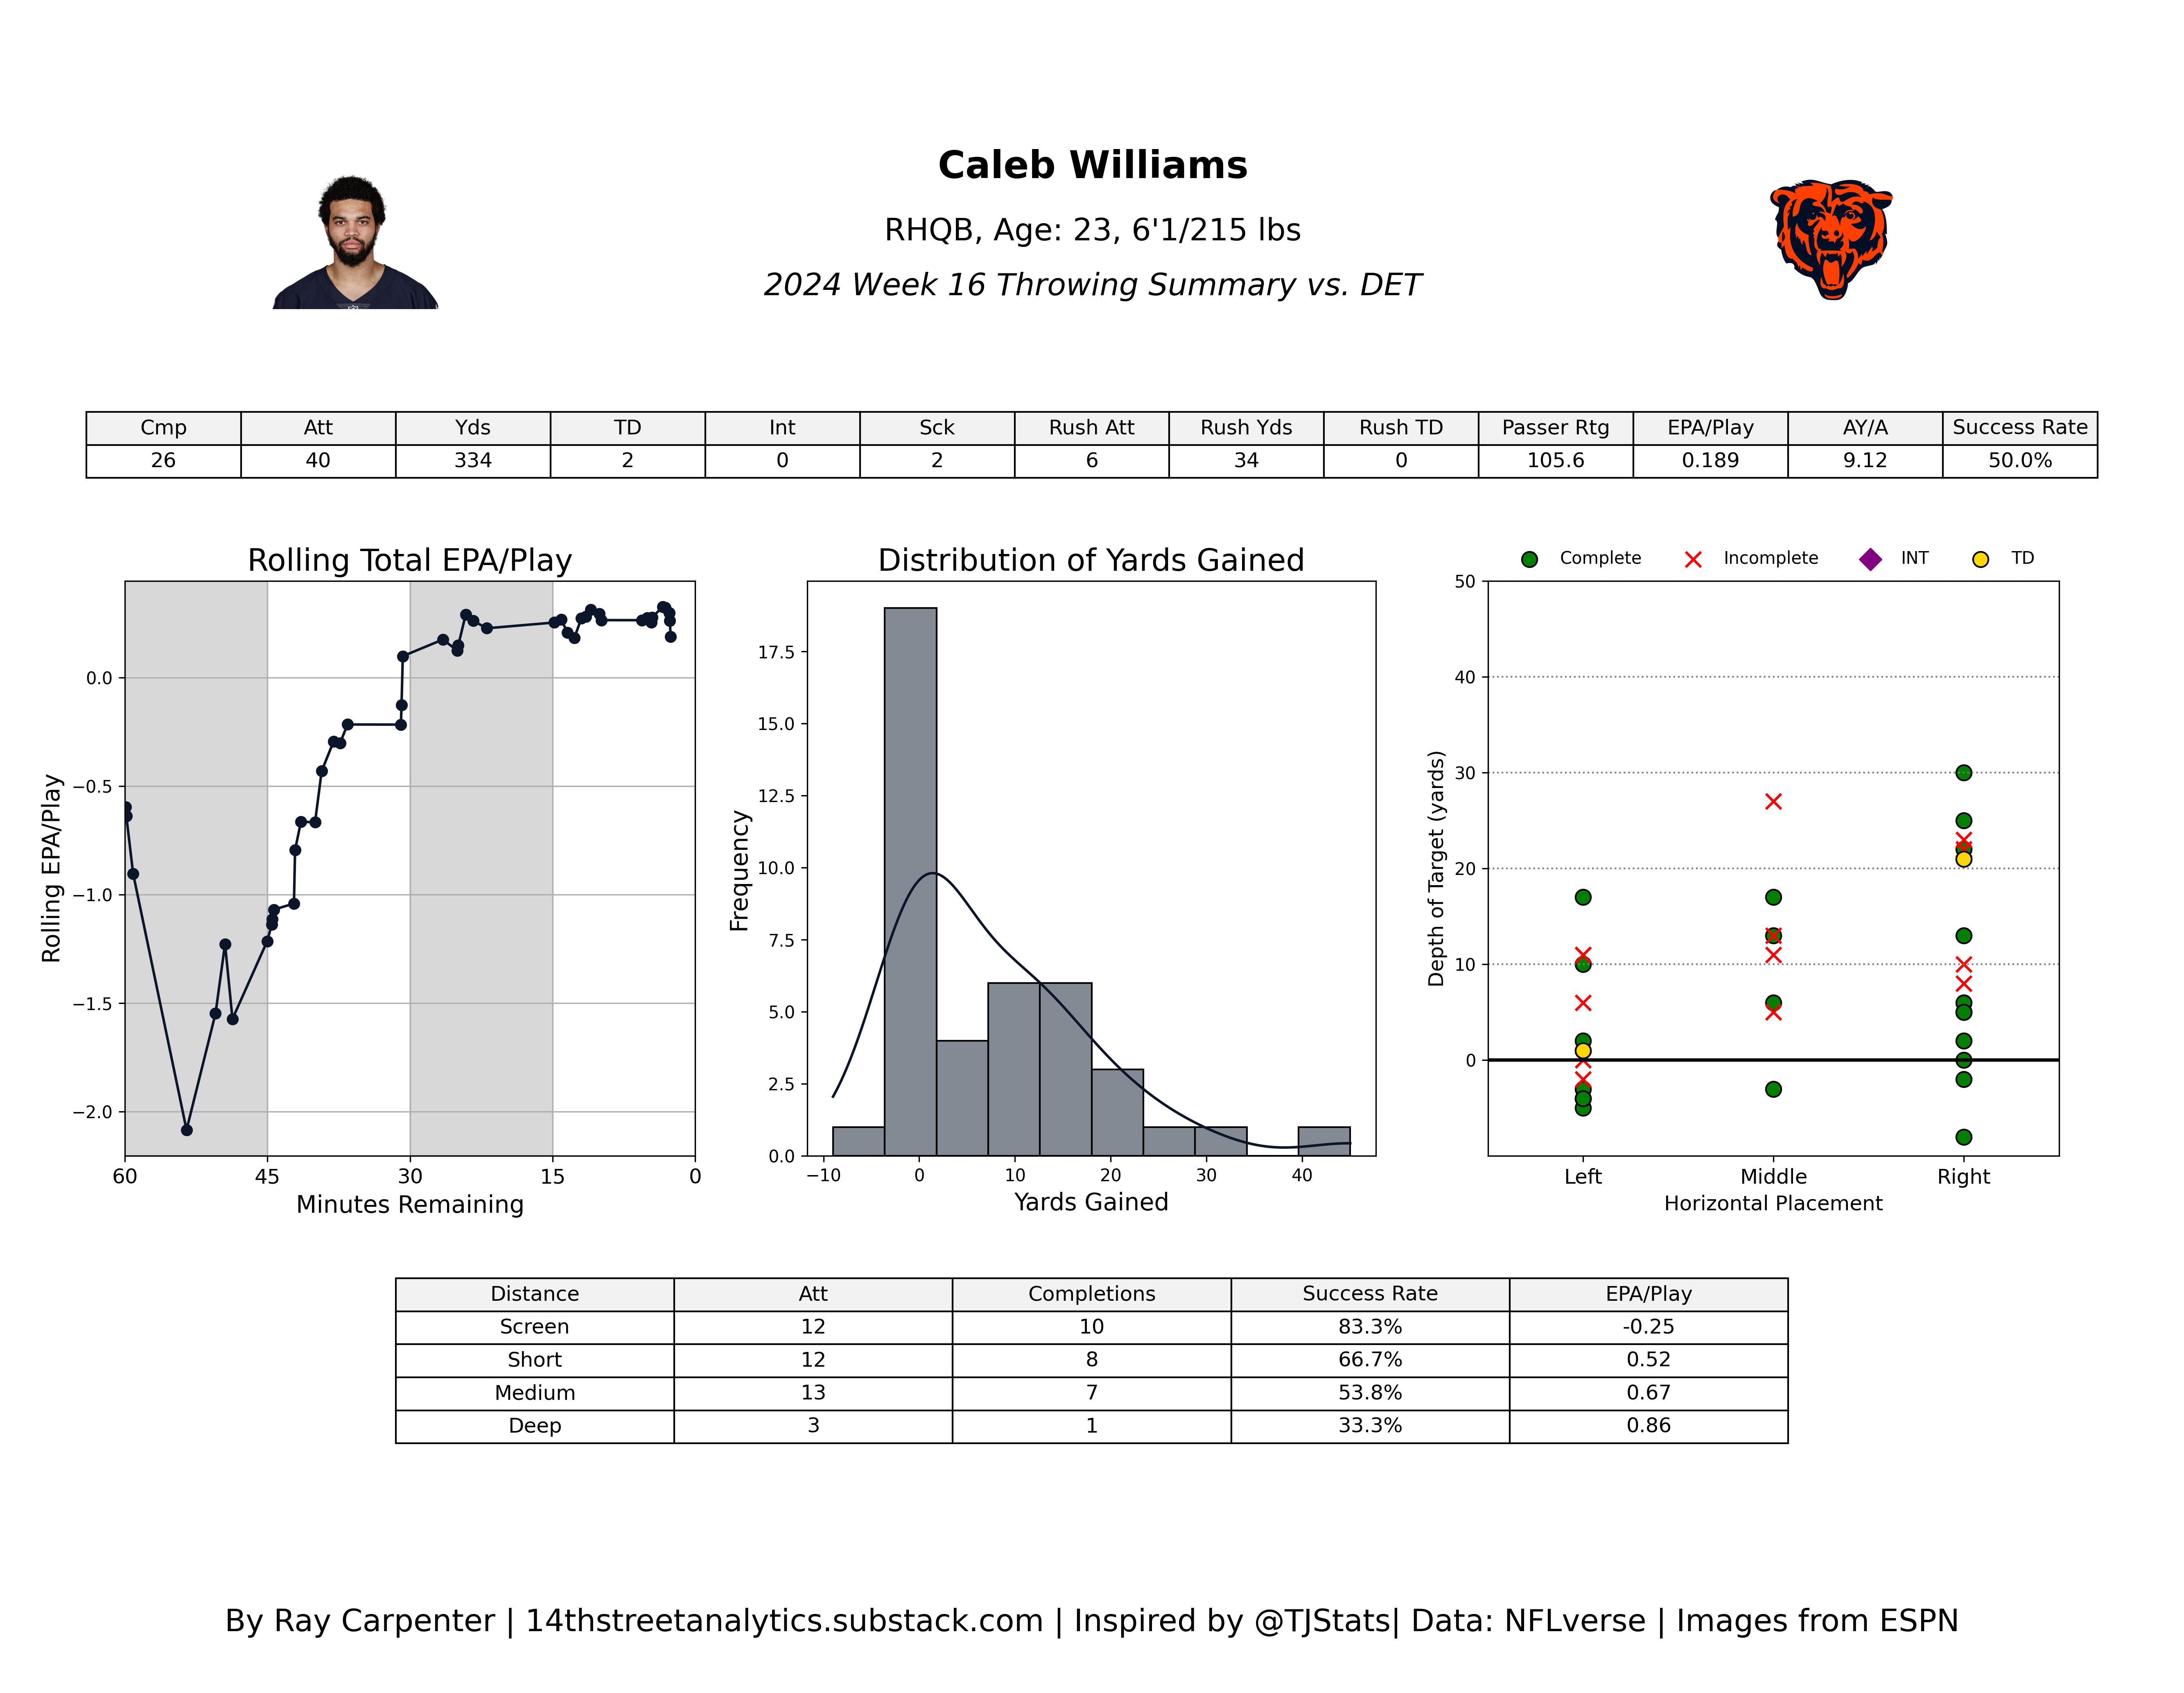 Caleb Williams
RHQB, Age: 23, 6'1/215 lbs
2024 Week 16 Throwing Summary vs. DET
Cmp Att Yds TD Int Sck Rush Att Rush Yds Rush TD Passer Rtg EPA/Play AY/A Success Rate
26 40 334 2 0 2 6 34 0 105.6 0.189 9.12 50.0%
Rolling Total EPA/Play
0.0
−0.5
−1.0
−1.5
−2.0
Rolling EPA/Play
60 45 30 15 0
Minutes Remaining
Distribution of Yards Gained
17.5
15.0
12.5
10.0
7.5
5.0
2.5
0.0
Frequency
−10 0 10 20 30 40
Yards Gained
Complete Incomplete INT TD
50
40
30
20
10
0
Depth of Target (yards)
Left Middle Right
Horizontal Placement
Distance Att Completions Success Rate EPA/Play
Screen 12 10 83.3% -0.25
Short 12 8 66.7% 0.52
Medium 13 7 53.8% 0.67
Deep 3 1 33.3% 0.86
By Ray Carpenter | 14thstreetanalytics.substack.com | Inspired by @TJStats| Data: NFLverse | Images from ESPN